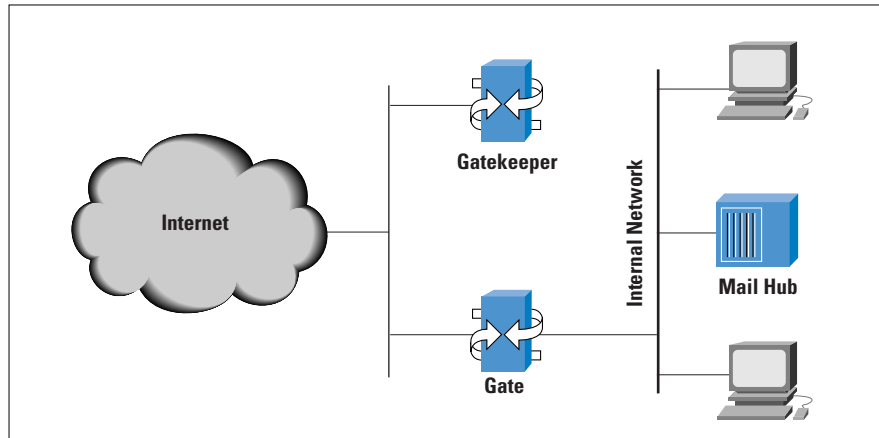 Internet
Gatekeeper
Gate
Internal Network
Mail Hub